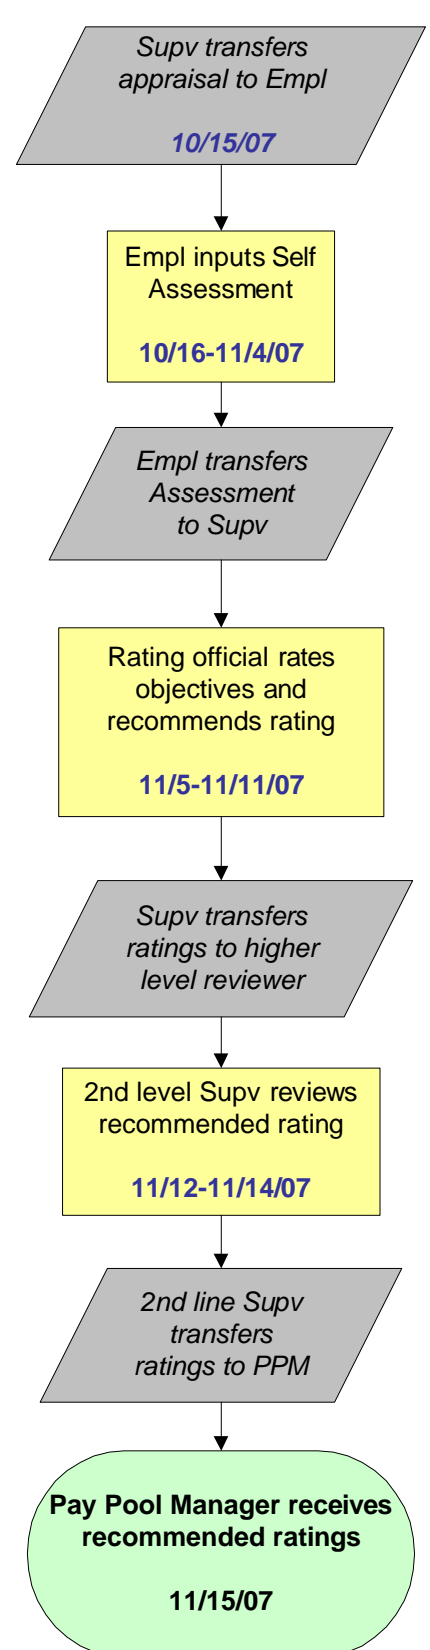 Supv transfers
appraisal to Empl
10/15/07
Empl inputs Self
Assessment
10/16-11/4/07
Empl transfers
Assessment
to Supv
Rating official rates
objectives and
recommends rating
11/5-11/11/07
Supv transfers
ratings to higher
level reviewer
2nd level Supv reviews
recommended rating
11/12-11/14/07
2nd line Supv
transfers
ratings to PPM
Pay Pool Manager receives
recommended ratings
11/15/07